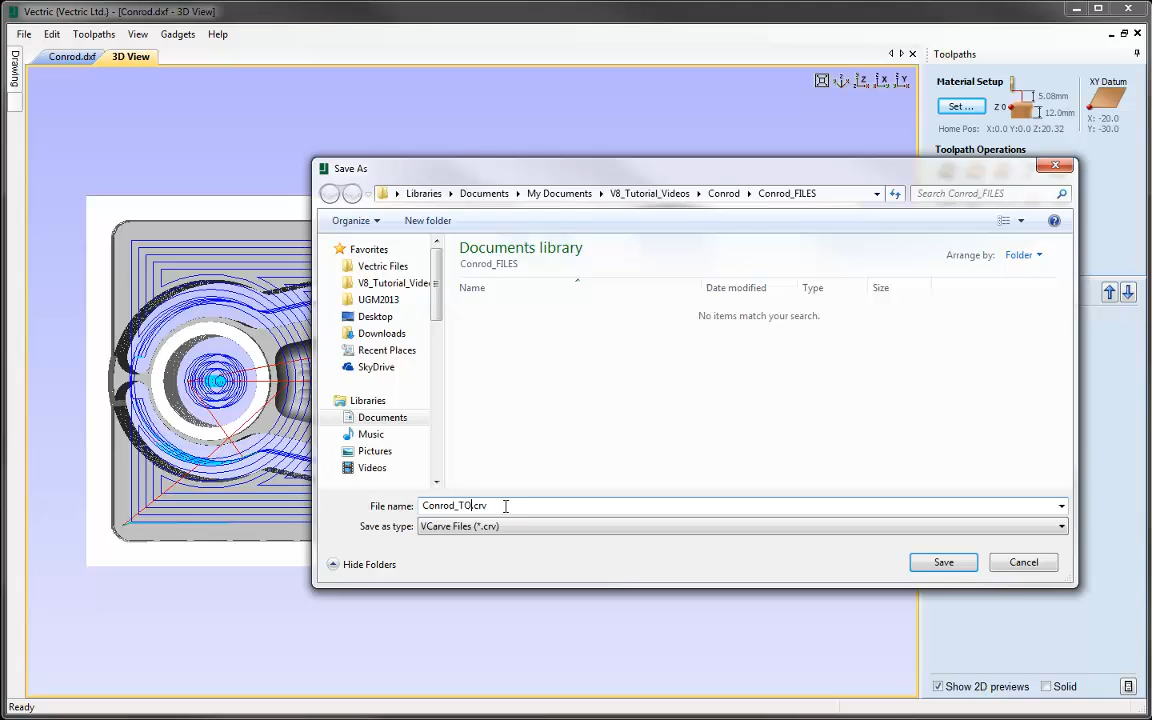 Vectric {Vectric Ltd.} - [Conrod.dxf - 3D View]
File Edit Toolpaths View Gadgets Help
Conrod.dxf 3D View
Drawing
Toolpaths
Material Setup
Set ...
Z 0
5.08mm
12.0mm
Home Pos: X:0.0 Y:0.0 Z:20.32
XY Datum
X: -20.0
Y: -30.0
Toolpath Operations
Save As
Libraries Documents My Documents V8_Tutorial_Videos Conrod Conrod_FILES
Search Conrod_FILES
Organize New folder
Favorites
Vectric Files
V8_Tutorial_Videc
UGM2013
Desktop
Downloads
Recent Places
SkyDrive
Libraries
Documents
Music
Pictures
Videos
Documents library
Conrod_FILES
Arrange by: Folder
Name Date modified Type Size
No items match your search.
File name: Conrod_TO.crv
Save as type: VCarve Files (*.crv)
Hide Folders
Save Cancel
Show 2D previews Solid
Ready